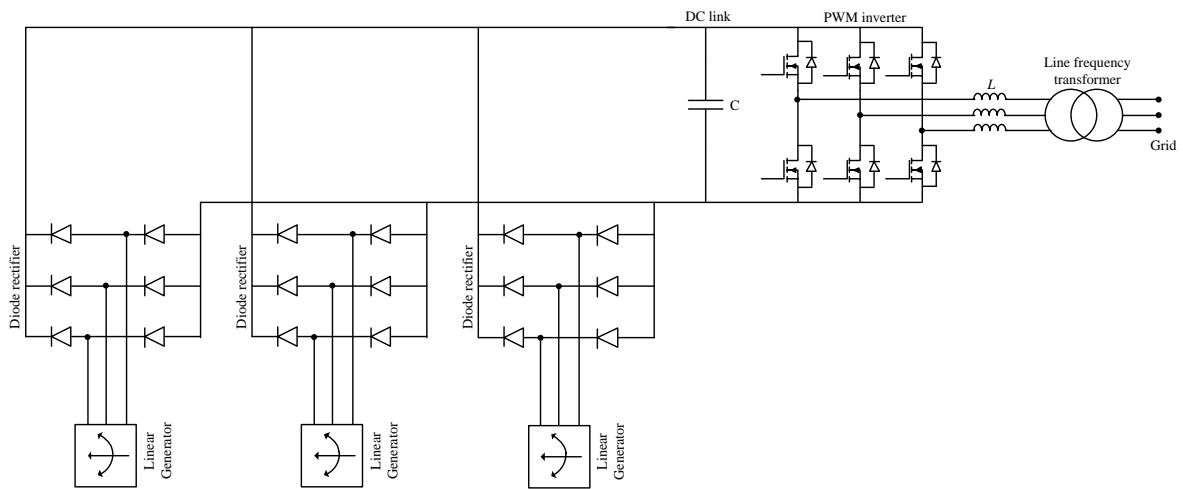 DC link
PWM inverter
Line frequency
transformer
L
C
Grid
Diode rectifier
Diode rectifier
Diode rectifier
Linear
Generator
Linear
Generator
Linear
Generator